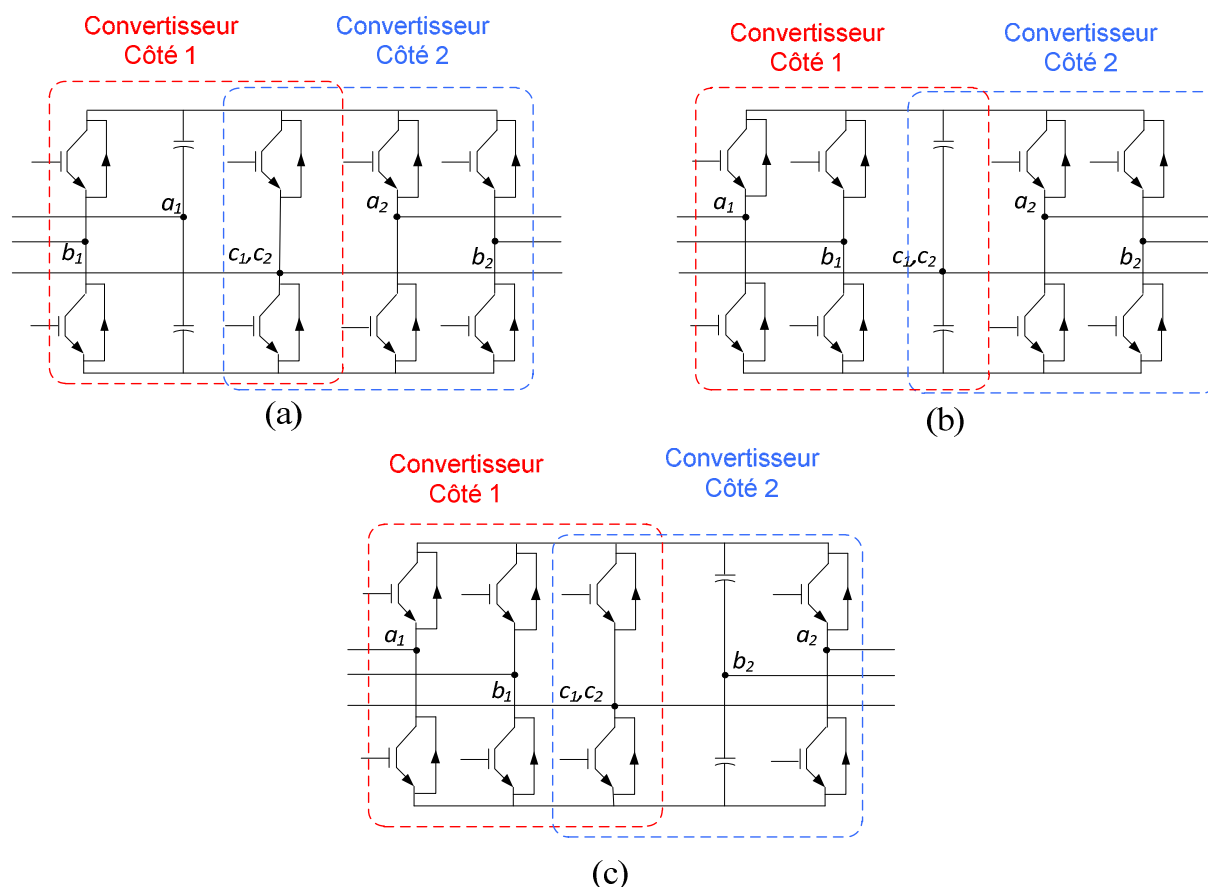 Convertisseur
Côté 1
Convertisseur
Côté 2
a1
b1
c1,c2
a2
b2
(a)
Convertisseur
Côté 1
Convertisseur
Côté 2
a1
b1
c1,c2
a2
b2
(b)
Convertisseur
Côté 1
Convertisseur
Côté 2
a1
b1
c1,c2
b2
a2
(c)